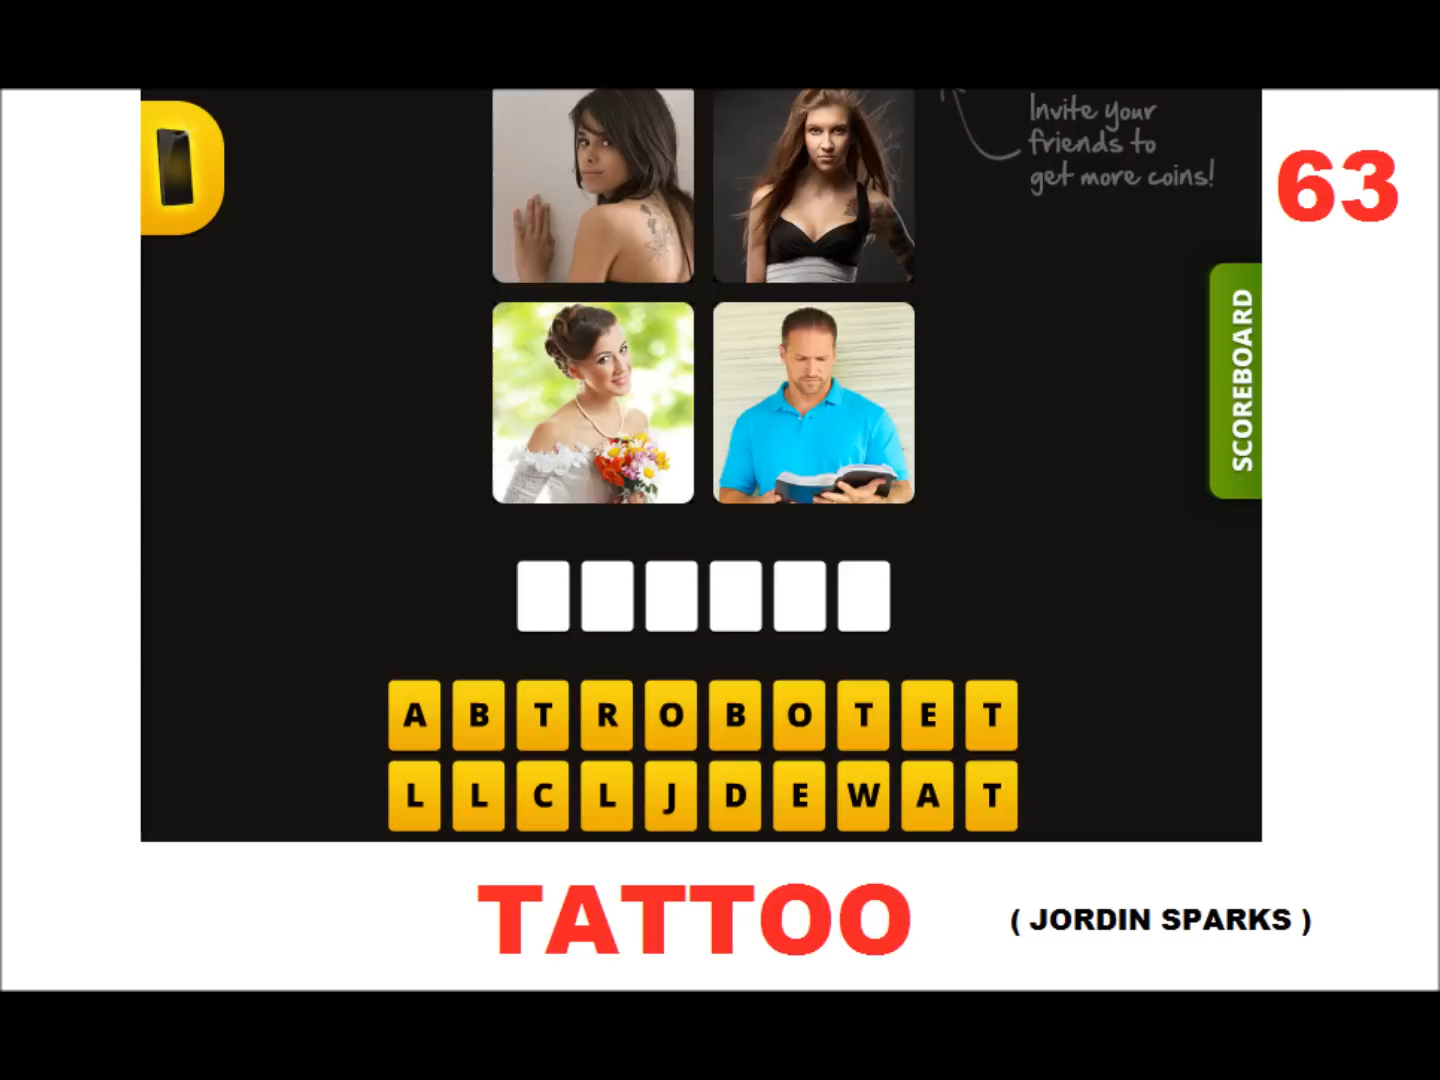 Invite your
friends to
get more coins!
63
SCOREBOARD
A B T R O B O T E T
L L C L J D E W A T
TATTOO
( JORDIN SPARKS )